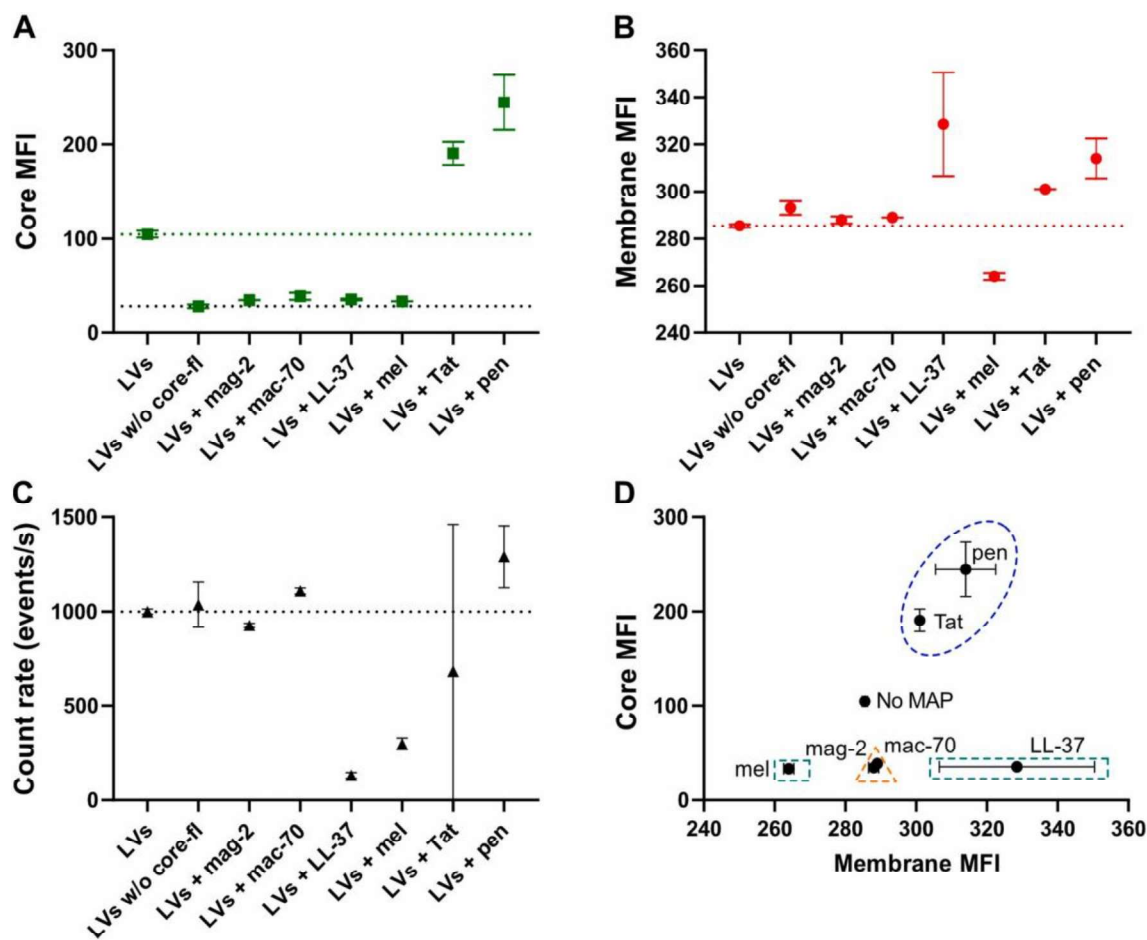 A
300
200
100
0
Core MFI
LVs
LVs w/o core-fl
LVs + mag-2
LVs + mac-70
LVs + LL-37
LVs + mel
LVs + Tat
LVs + pen
B
360
340
320
300
280
260
240
Membrane MFI
LVs
LVs w/o core-fl
LVs + mag-2
LVs + mac-70
LVs + LL-37
LVs + mel
LVs + Tat
LVs + pen
C
1500
1000
500
0
Count rate (events/s)
LVs
LVs w/o core-fl
LVs + mag-2
LVs + mac-70
LVs + LL-37
LVs + mel
LVs + Tat
LVs + pen
D
300
200
100
0
Core MFI
pen
Tat
No MAP
mag-2
mac-70
LL-37
mel
240 260 280 300 320 340 360
Membrane MFI